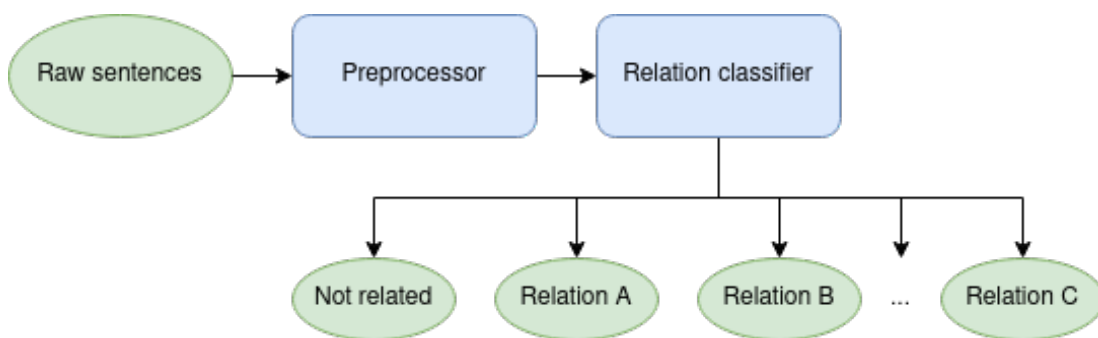 Raw sentences
Preprocessor
Relation classifier
Not related
Relation A
Relation B
...
Relation C